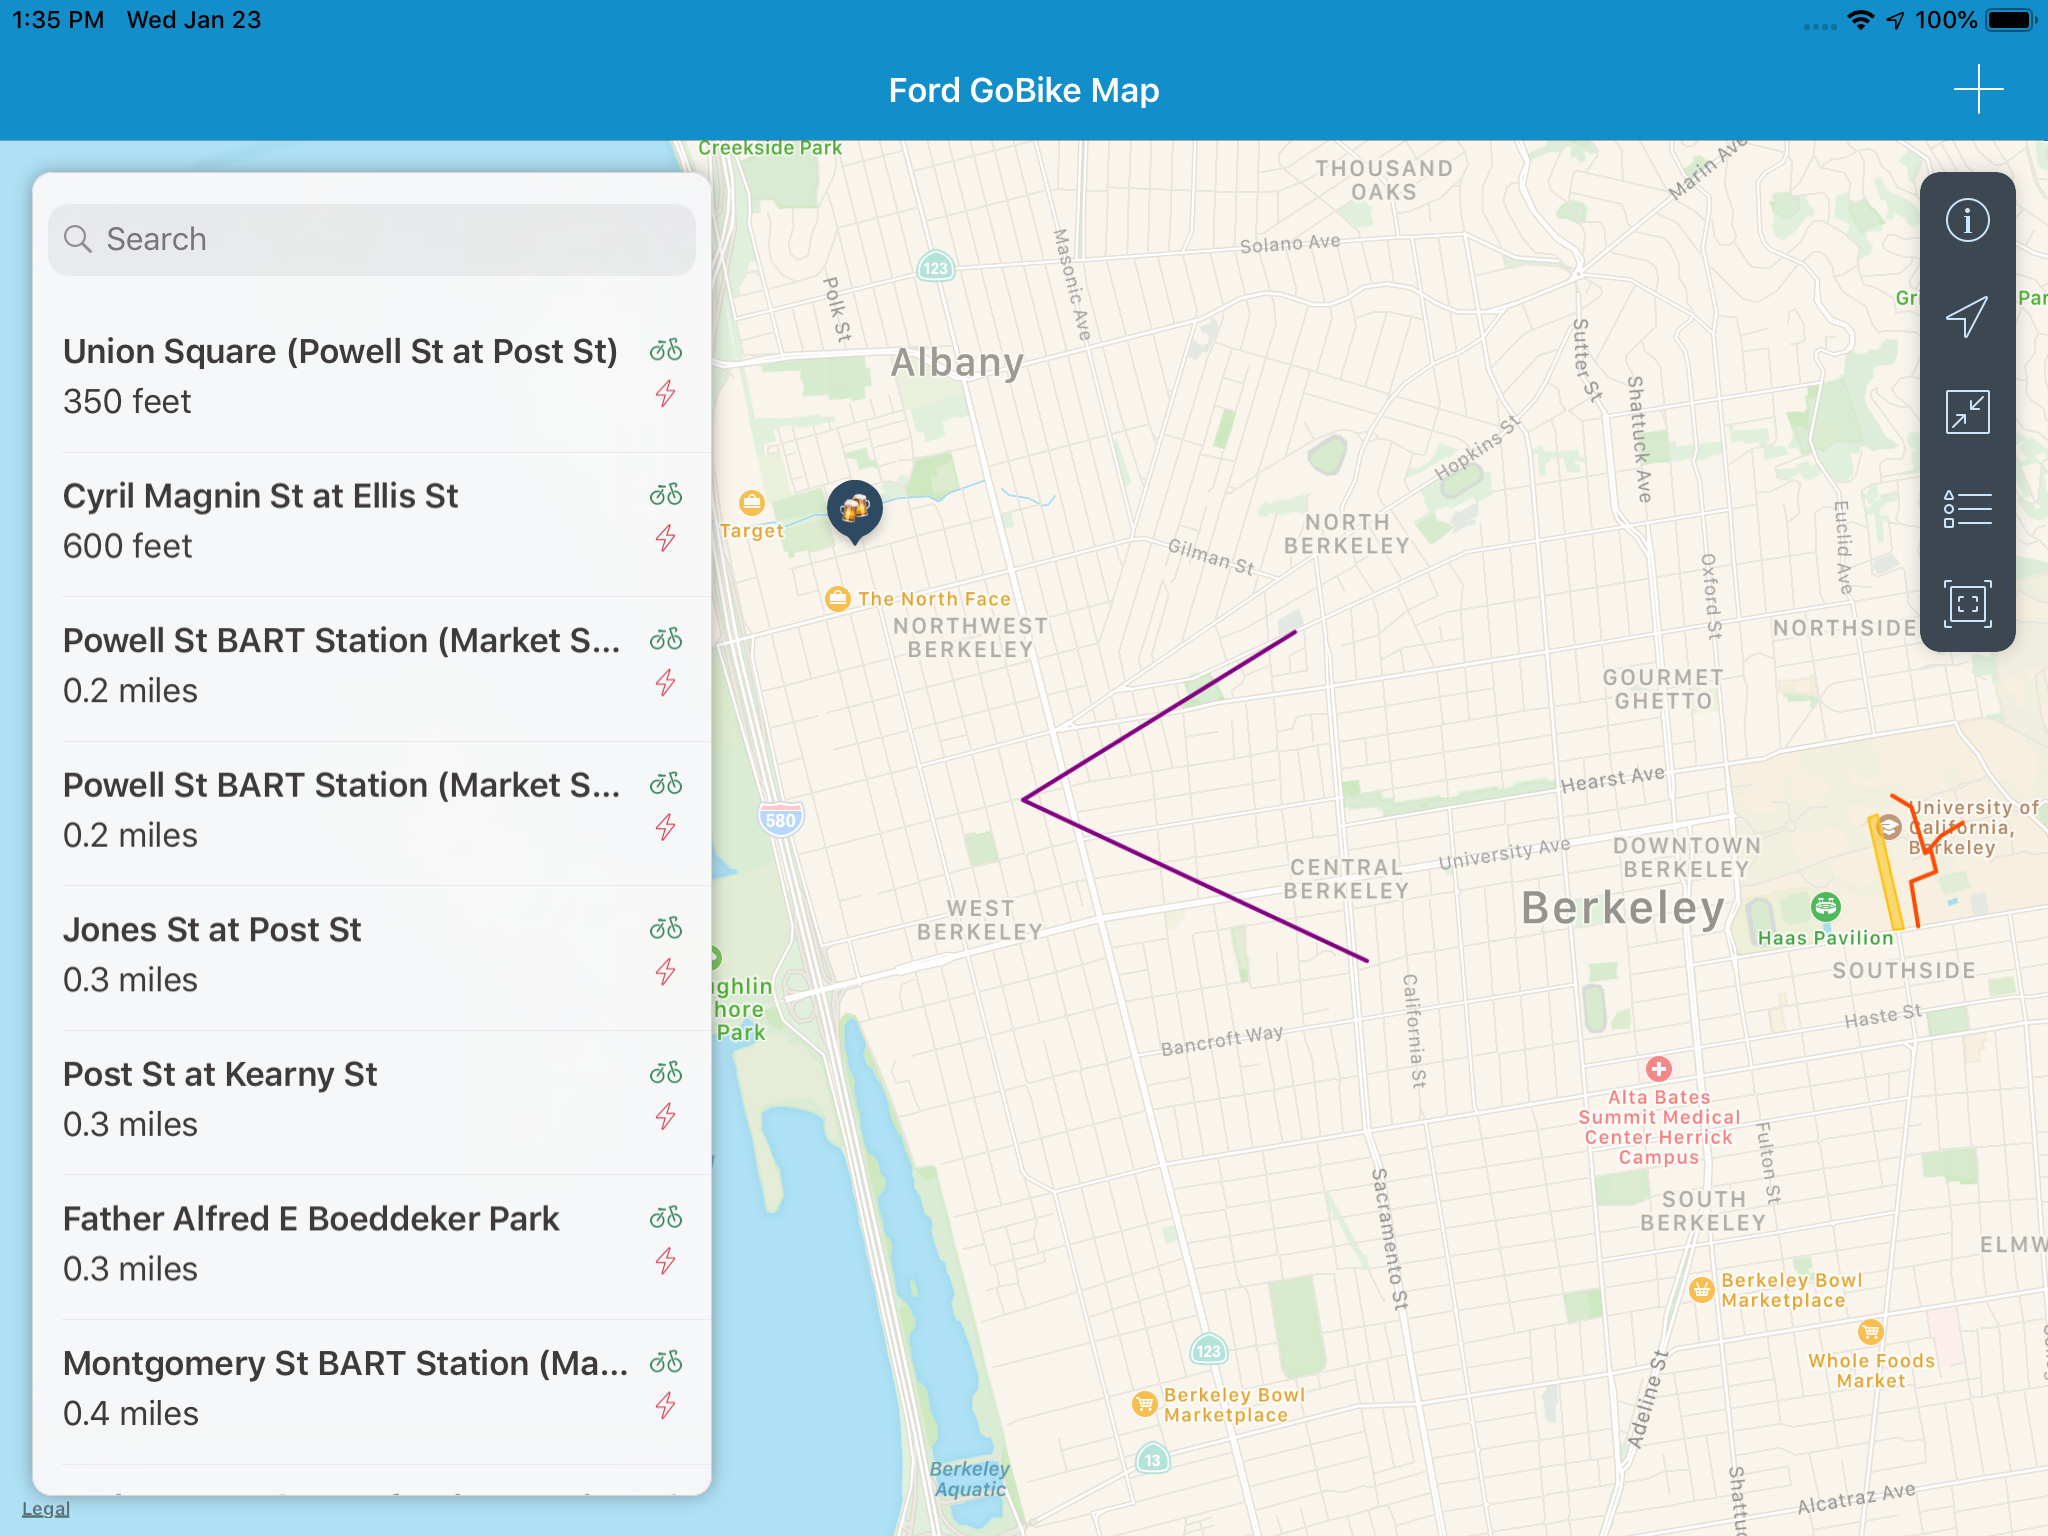 1:35 PM Wed Jan 23
100%
Ford GoBike Map
Search
Union Square (Powell St at Post St)
350 feet
Cyril Magnin St at Ellis St
600 feet
Powell St BART Station (Market S...
0.2 miles
Powell St BART Station (Market S...
0.2 miles
Jones St at Post St
0.3 miles
Post St at Kearny St
0.3 miles
Father Alfred E Boeddeker Park
0.3 miles
Montgomery St BART Station (Ma...
0.4 miles
Legal
Creekside Park
THOUSAND
OAKS
Marin Ave
Solano Ave
123
Masonic Ave
Polk St
Albany
Sutter St
Shattuck Ave
Hopkins St
Target
NORTH
BERKELEY
Gilman St
Euclid Ave
Oxford St
The North Face
NORTHWEST
BERKELEY
NORTHSIDE
GOURMET
GHETTO
Hearst Ave
580
University of
California,
Berkeley
DOWNTOWN
BERKELEY
University Ave
CENTRAL
BERKELEY
Berkeley
WEST
BERKELEY
Haas Pavilion
SOUTHSIDE
Haste St
California St
Bancroft Way
Park
Alta Bates
Summit Medical
Center Herrick
Campus
Fulton St
Sacramento St
SOUTH
BERKELEY
ELMW
Berkeley Bowl
Marketplace
Whole Foods
Market
123
Adeline St
Berkeley Bowl
Marketplace
13
Berkeley
Aquatic
Alcatraz Ave
Shattuc